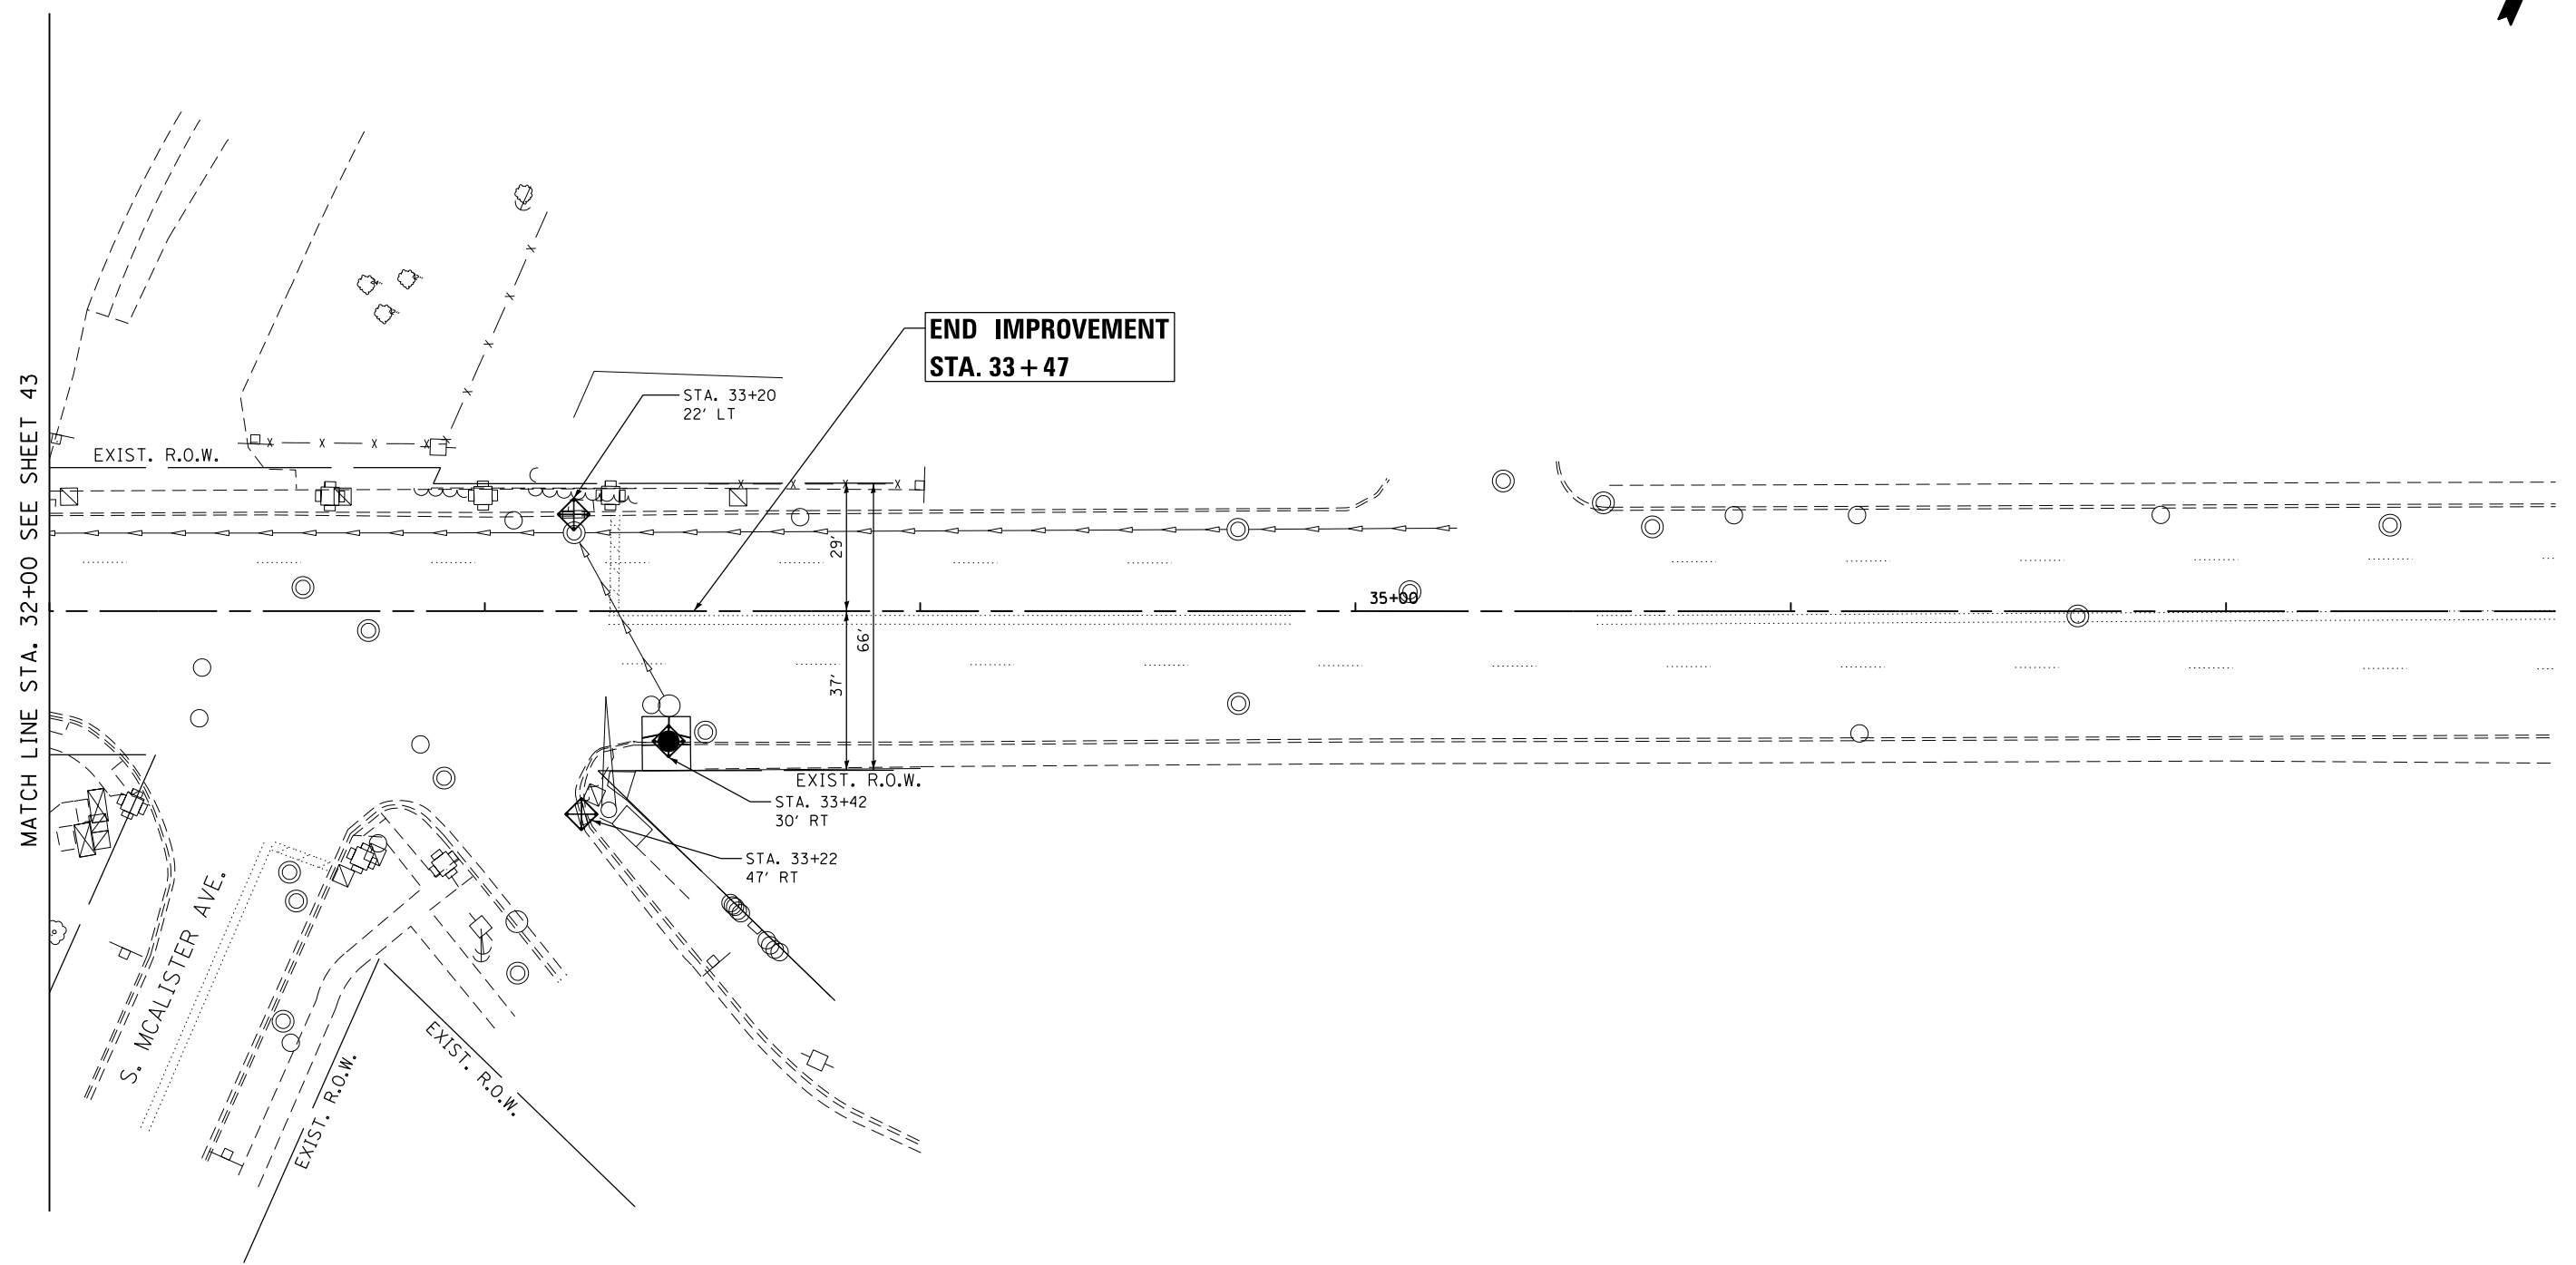 MATCH LINE STA. 32+00 SEE SHEET 43
END IMPROVEMENT
STA. 33+47
STA. 33+20
22' LT
EXIST. R.O.W.
29'
66'
37'
35+00
EXIST. R.O.W.
STA. 33+42
30' RT
STA. 33+22
47' RT
S. MCALISTER AVE.
EXIST. R.O.W.
EXIST. R.O.W.